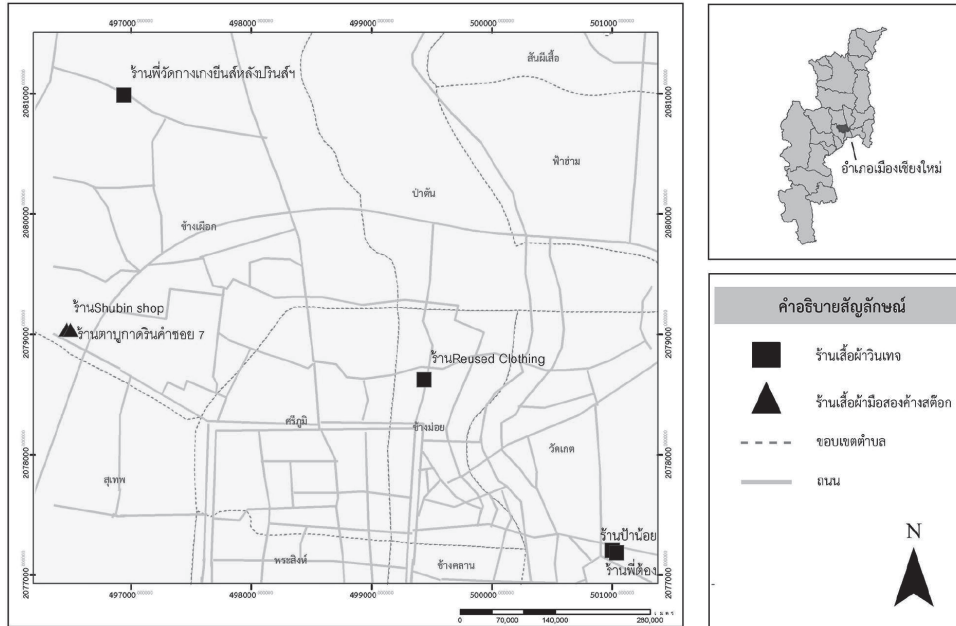 497000 498000 499000 500000 501000
2081000
2080000
2079000
2078000
2077000
ร้านพี่วัดกางเกงยีนส์หลังปรินส์ฯ
สันผีเสื้อ
ฟ้าฮ่าม
ป่าตัน
ช้างเผือก
ร้านShubin shop
ร้านตาบูกาดรินคำซอย 7
ร้านReused Clothing
ศรีภูมิ
ช้างม่อย
วัดเกต
สุเทพ
ร้านป้าน้อย
ร้านพี่ต้อง
พระสิงห์
ช้างคลาน
2081000
2080000
2079000
2078000
2077000
497000 498000 499000 500000 501000
เมตร
0 70,000 140,000 280,000
อำเภอเมืองเชียงใหม่
คำอธิบายสัญลักษณ์
ร้านเสื้อผ้าวินเทจ
ร้านเสื้อผ้ามือสองค้างสต๊อก
ขอบเขตตำบล
ถนน
N